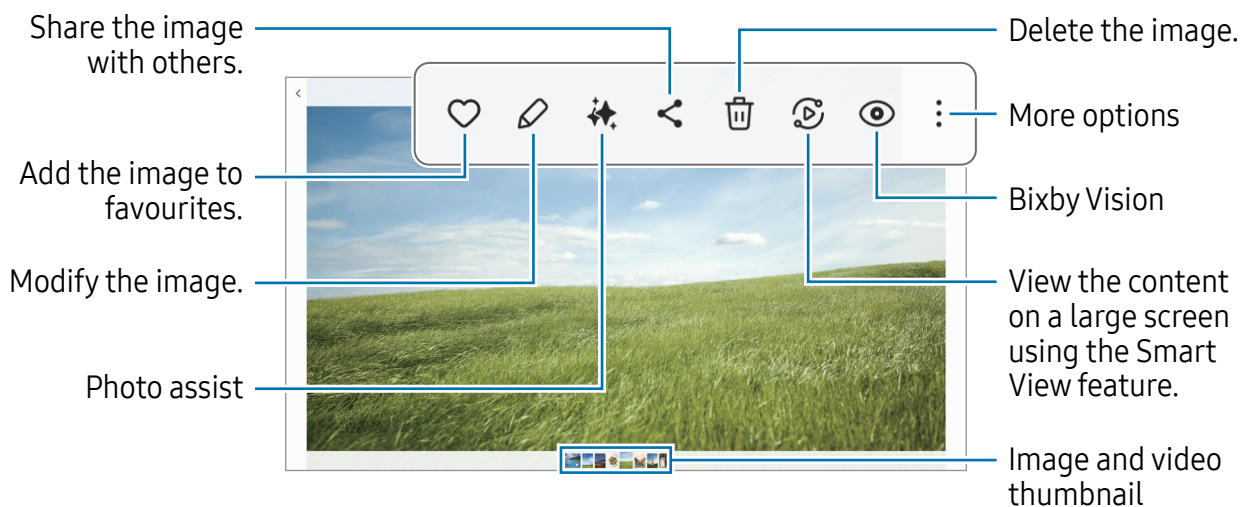 Share the image
with others.
Add the image to
favourites.
Modify the image.
Photo assist
Delete the image.
More options
Bixby Vision
View the content
on a large screen
using the Smart
View feature.
Image and video
thumbnail